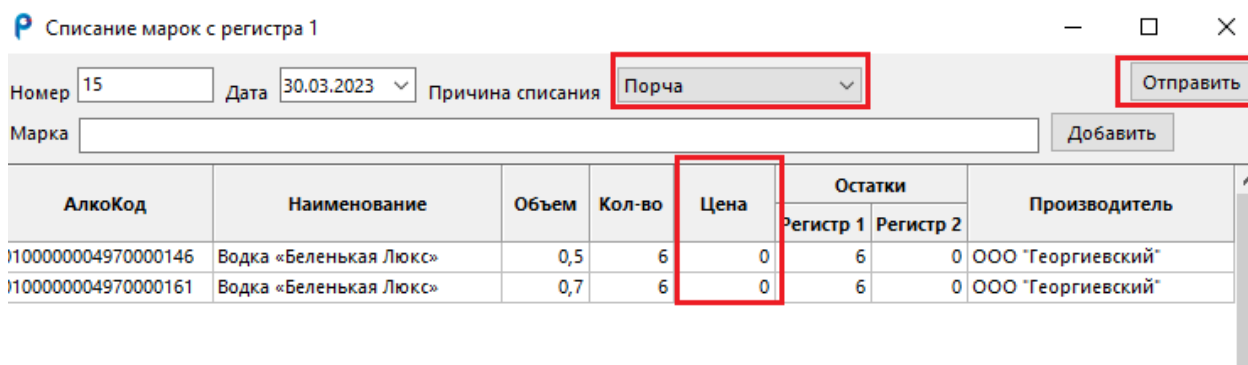 Списание марок с регистра 1
Номер 15 Дата 30.03.2023 Причина списания Порча Отправить
Марка Добавить
АлкоКод Наименование Объем Кол-во Цена Остатки Производитель
Регистр 1 Регистр 2
0100000004970000146 Водка «Беленькая Люкс» 0,5 6 0 6 0 ООО "Георгиевский"
0100000004970000161 Водка «Беленькая Люкс» 0,7 6 0 6 0 ООО "Георгиевский"